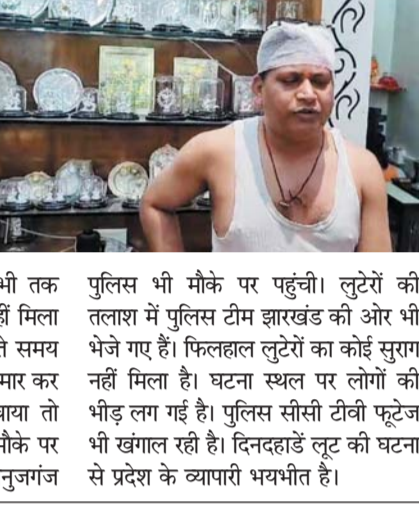 भी तक
हीं मिला
ते समय
मार कर
वाया तो
मौके पर
नुजगंज
पुलिस भी मौके पर पहुंची। लुटेरों की
तलाश में पुलिस टीम झारखंड की ओर भी
भेजे गए हैं। फिलहाल लुटेरों का कोई सुराग
नहीं मिला है। घटना स्थल पर लोगों की
भीड़ लग गई है। पुलिस सीसी टीवी फूटेज
भी खंगाल रही है। दिनदहाडें लूट की घटना
से प्रदेश के व्यापारी भयभीत है।